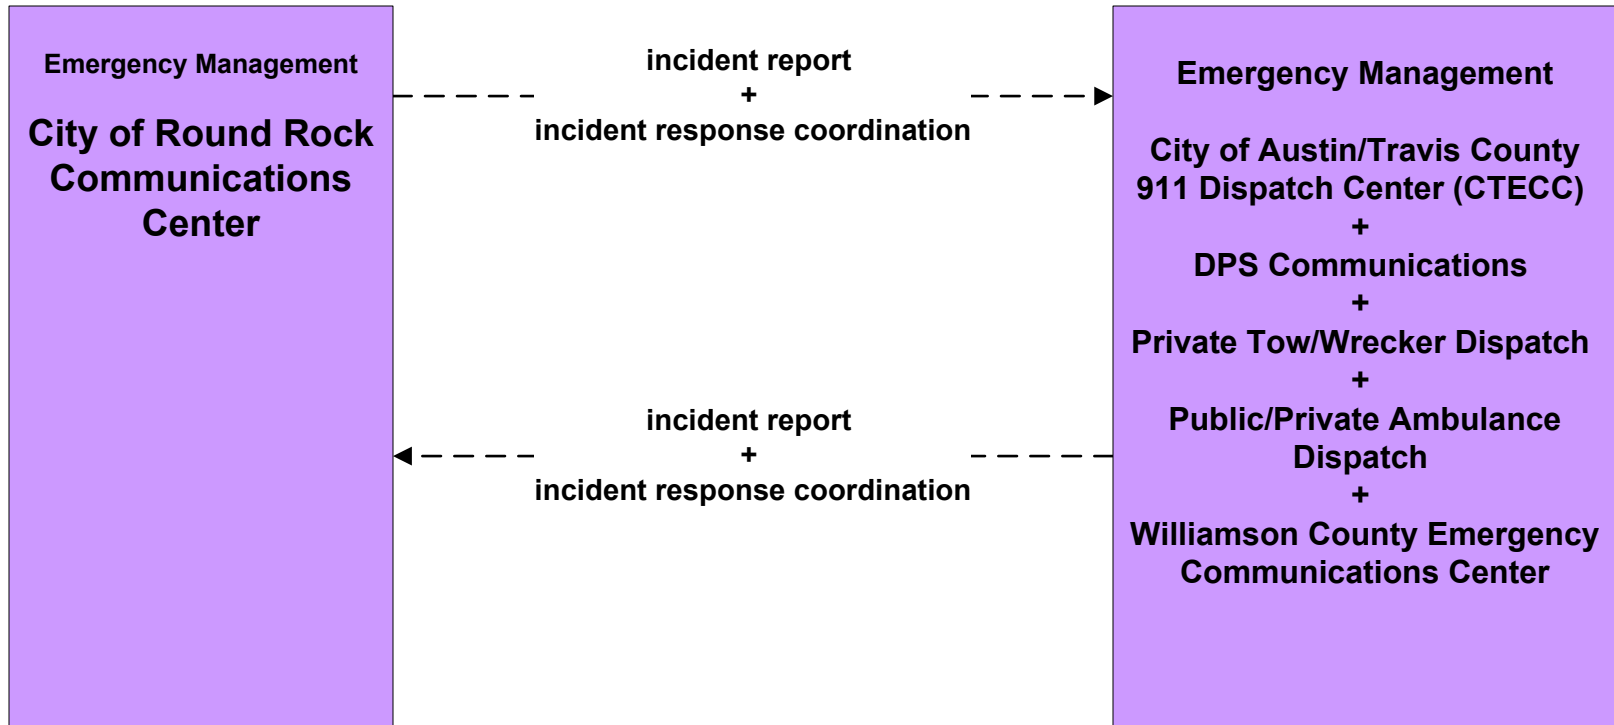 Emergency Management
City of Round Rock
Communications
Center
incident report
+
incident response coordination
incident report
+
incident response coordination
Emergency Management
City of Austin/Travis County
911 Dispatch Center (CTECC)
+
DPS Communications
+
Private Tow/Wrecker Dispatch
+
Public/Private Ambulance
Dispatch
+
Williamson County Emergency
Communications Center